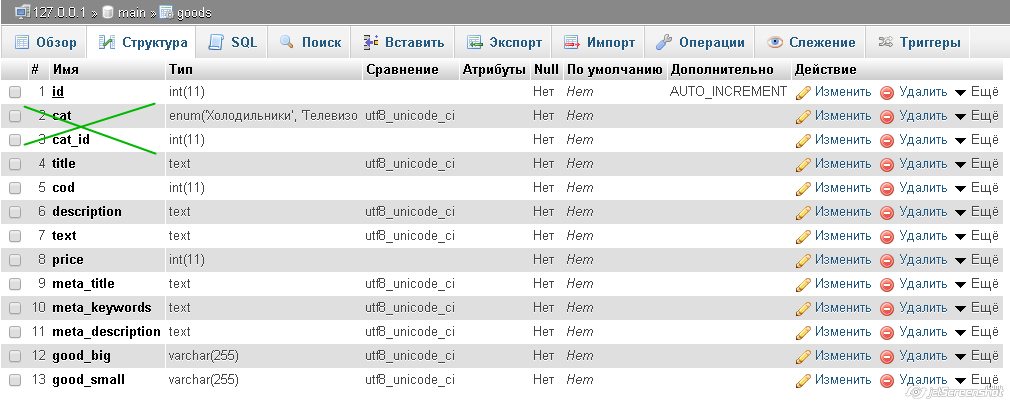 127.0.0.1 » main » goods
Обзор Структура SQL Поиск Вставить Экспорт Импорт Операции Слежение Триггеры
# Имя Тип Сравнение Атрибуты Null По умолчанию Дополнительно Действие
1 id int(11) Нет Нет AUTO_INCREMENT Изменить Удалить Ещё
2 cat enum('Холодильники', 'Телевизо utf8_unicode_ci Нет Нет Изменить Удалить Ещё
3 cat_id int(11) Нет Нет Изменить Удалить Ещё
4 title text utf8_unicode_ci Нет Нет Изменить Удалить Ещё
5 cod int(11) Нет Нет Изменить Удалить Ещё
6 description text utf8_unicode_ci Нет Нет Изменить Удалить Ещё
7 text text utf8_unicode_ci Нет Нет Изменить Удалить Ещё
8 price int(11) Нет Нет Изменить Удалить Ещё
9 meta_title text utf8_unicode_ci Нет Нет Изменить Удалить Ещё
10 meta_keywords text utf8_unicode_ci Нет Нет Изменить Удалить Ещё
11 meta_description text utf8_unicode_ci Нет Нет Изменить Удалить Ещё
12 good_big varchar(255) utf8_unicode_ci Нет Нет Изменить Удалить Ещё
13 good_small varchar(255) utf8_unicode_ci Нет Нет Изменить Удалить Ещё
jetScreenshot